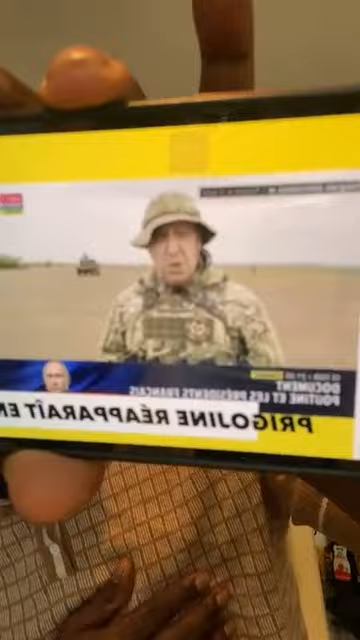 DOCUMENT
POUTINE ET LES PRÉSIDENTS FRANÇAIS
PRIGOJINE RÉAPPARAÎT EN